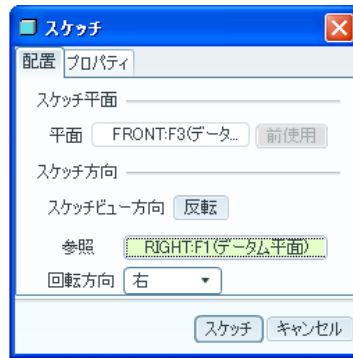 スケッチ
配置 プロパティ
スケッチ平面
平面 FRONT:F3(データ... 前使用
スケッチ方向
スケッチビュー方向 反転
参照 RIGHT:F1(データム平面)
回転方向 右
スケッチ キャンセル